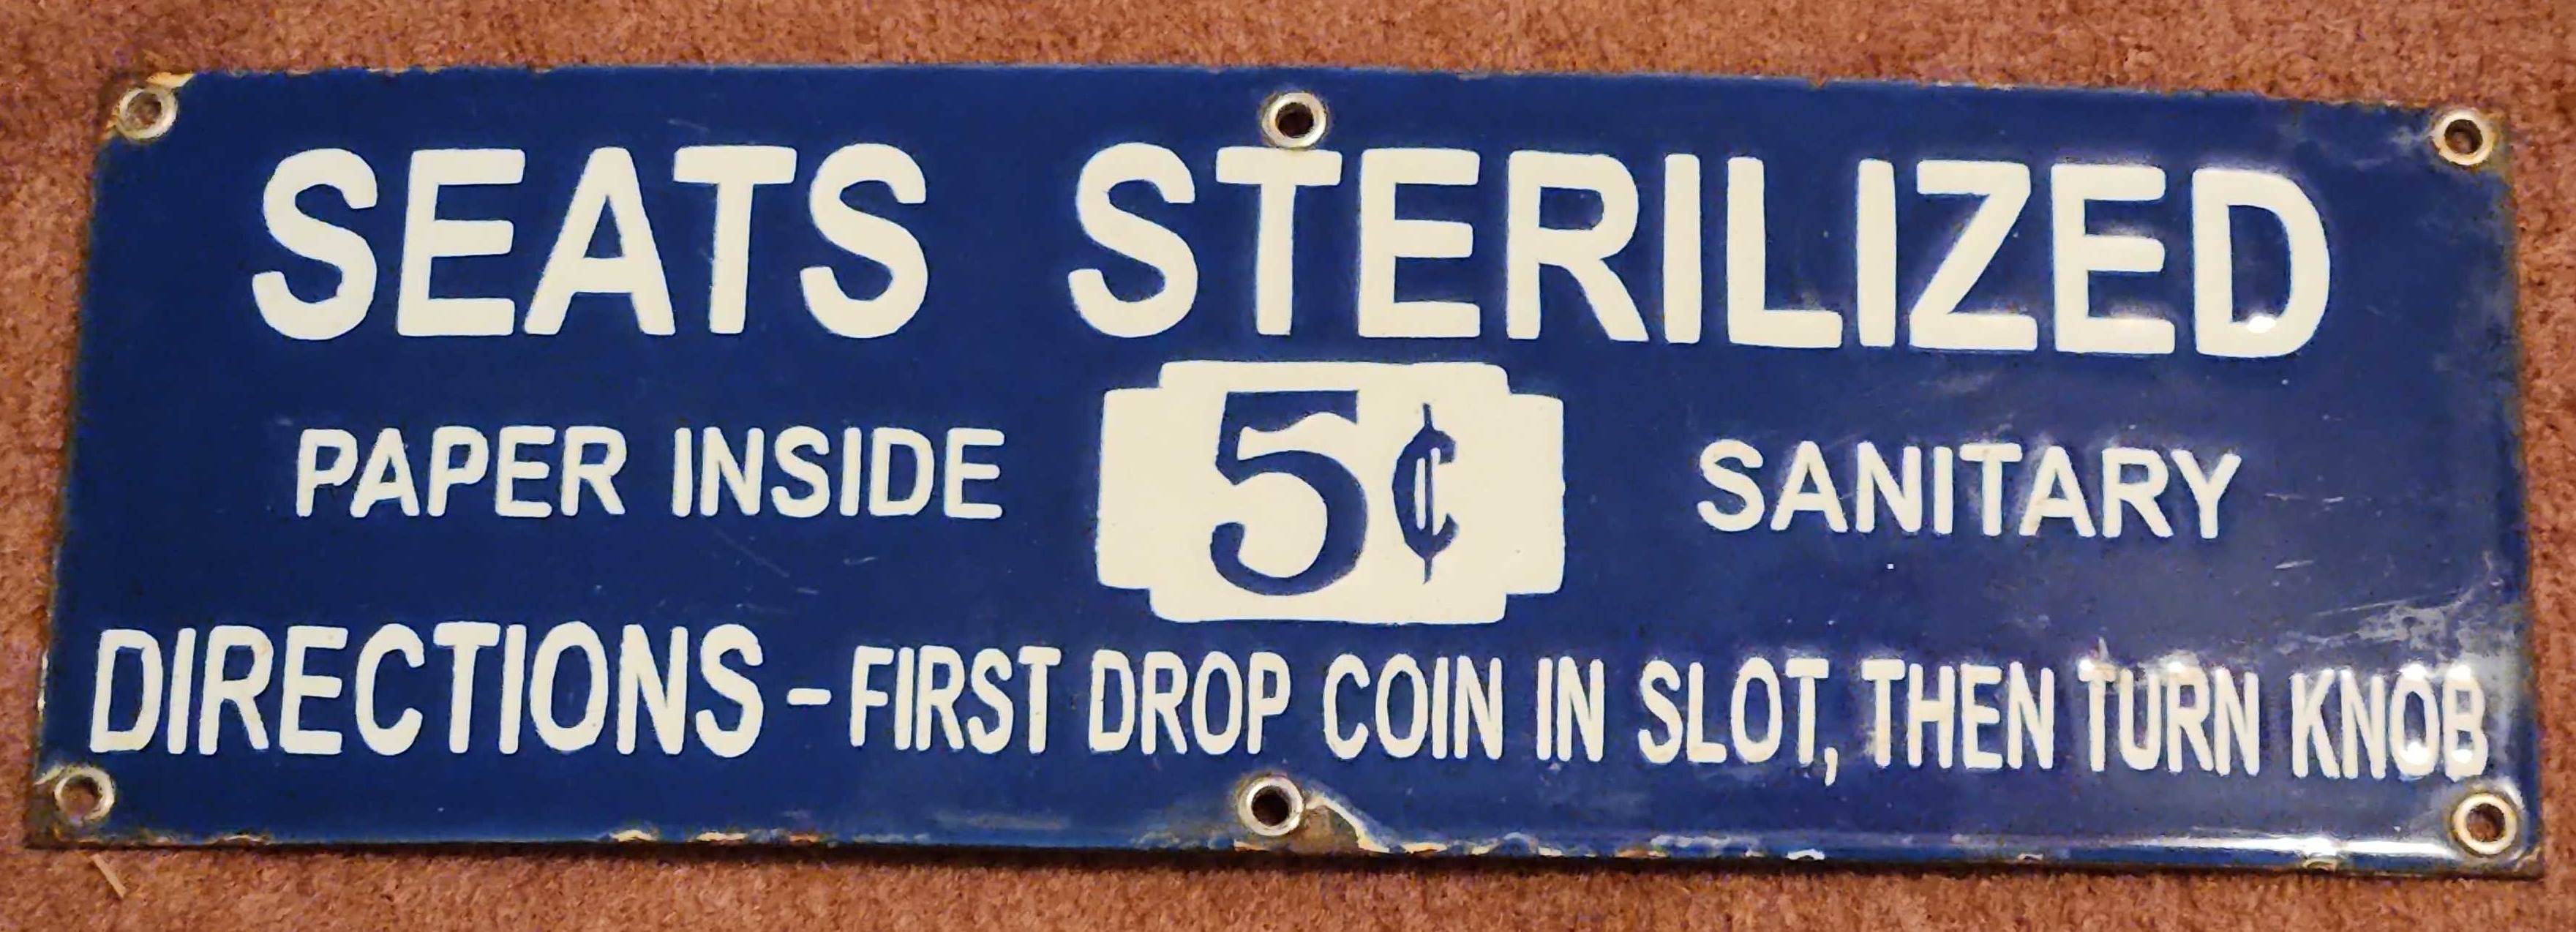 SEATS STERILIZED
PAPER INSIDE 5¢ SANITARY
DIRECTIONS - FIRST DROP COIN IN SLOT, THEN TURN KNOB